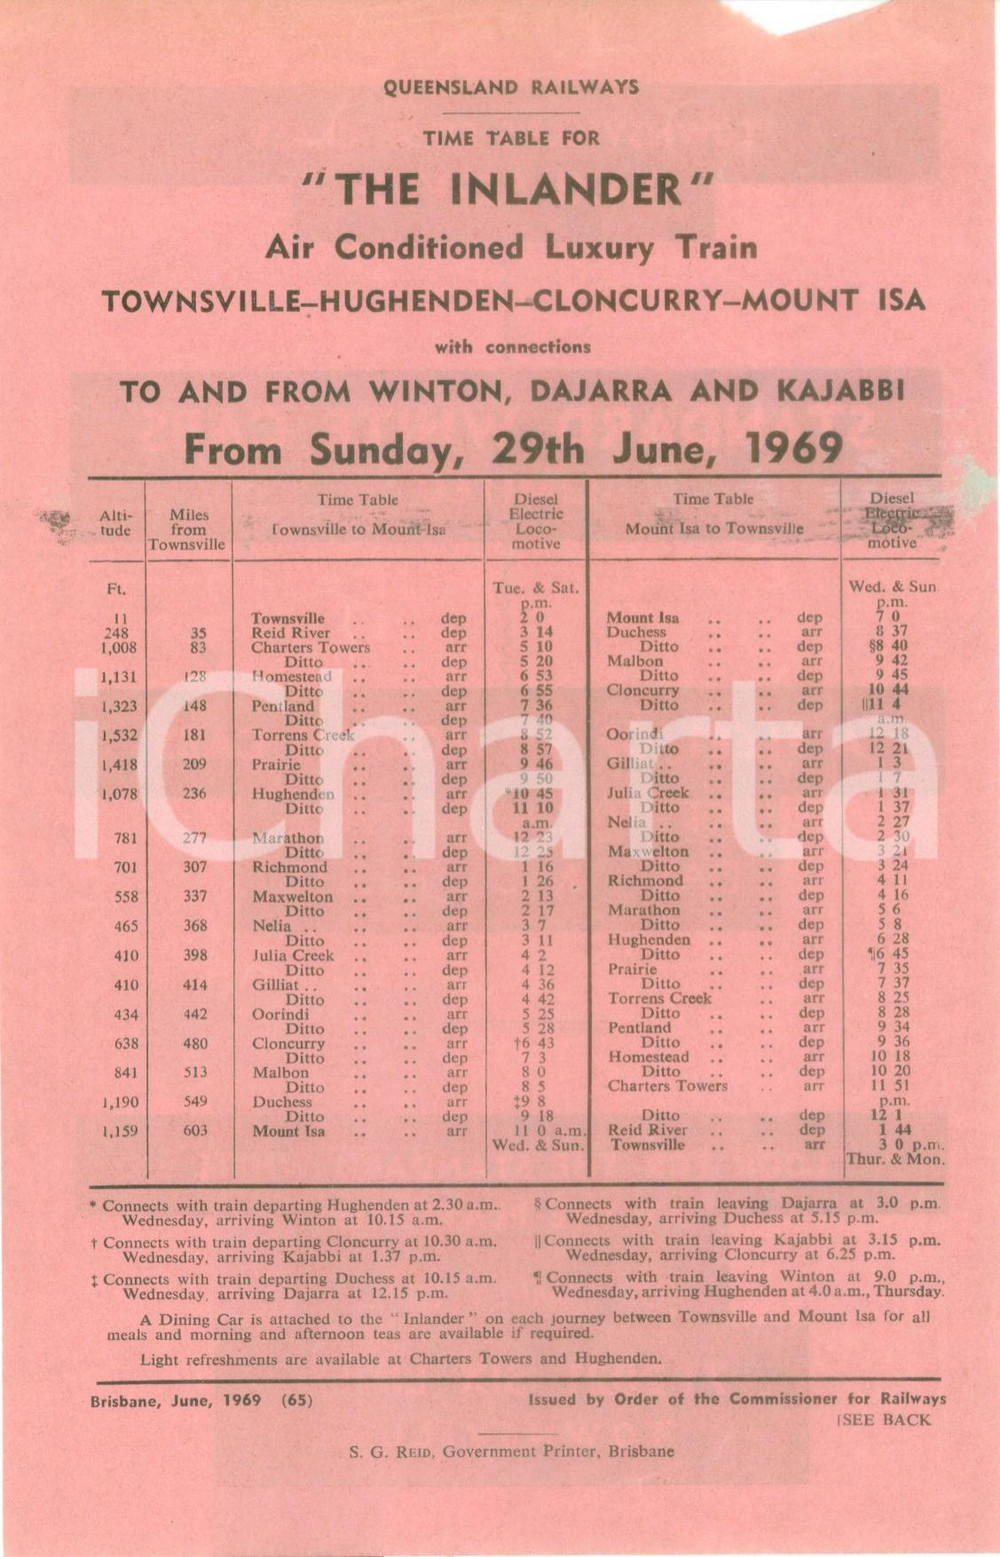 QUEENSLAND RAILWAYS
TIME TABLE FOR
"THE INLANDER"
Air Conditioned Luxury Train
TOWNSVILLE–HUGHENDEN–CLONCURRY–MOUNT ISA
with connections
TO AND FROM WINTON, DAJARRA AND KAJABBI
From Sunday, 29th June, 1969
Alti-
tude
Miles
from
Townsville
Time Table
Townsville to Mount Isa
Diesel
Electric
Loco-
motive
Time Table
Mount Isa to Townsville
Diesel
Electric
Loco-
motive
Ft. Tue. & Sat. Wed. & Sun
p.m. p.m.
11 Townsville dep 2 0 Mount Isa .. .. dep 7 0
248 35 Reid River .. .. dep 3 14 Duchess .. .. arr 8 37
1,008 83 Charters Towers .. arr 5 10 Ditto .. .. dep §8 40
Ditto .. .. dep 5 20 Malbon .. .. arr 9 42
1,131 128 Homestead .. arr 6 53 Ditto .. .. dep 9 45
Ditto .. .. dep 6 55 Cloncurry .. .. arr 10 44
1,323 148 Pentland .. .. arr 7 36 Ditto .. .. dep ||11 4
Ditto .. .. dep 7 40 a.m.
1,532 181 Torrens Creek .. arr 8 52 Oorindi .. .. arr 12 18
Ditto .. .. dep 8 57 Ditto .. .. dep 12 21
1,418 209 Prairie .. .. arr 9 46 Gilliat .. .. .. arr 1 3
Ditto .. .. dep 9 50 Ditto .. .. dep 1 7
1,078 236 Hughenden .. .. arr *10 45 Julia Creek .. .. arr 1 31
Ditto .. .. dep 11 10 Ditto .. .. dep 1 37
a.m. Nelia .. .. .. arr 2 27
781 277 Marathon .. .. arr 12 23 Ditto .. .. dep 2 30
Ditto .. .. dep 12 25 Maxwelton .. .. arr 3 21
701 307 Richmond .. .. arr 1 16 Ditto .. .. dep 3 24
Ditto .. .. dep 1 26 Richmond .. .. arr 4 11
558 337 Maxwelton .. .. arr 2 13 Ditto .. .. dep 4 16
Ditto .. .. dep 2 17 Marathon .. .. arr 5 6
465 368 Nelia .. .. .. arr 3 7 Ditto .. .. dep 5 8
Ditto .. .. dep 3 11 Hughenden .. .. arr 6 28
410 398 Julia Creek .. .. arr 4 2 Ditto .. .. dep ¶6 45
Ditto .. .. dep 4 12 Prairie .. .. arr 7 35
410 414 Gilliat .. .. .. arr 4 36 Ditto .. .. dep 7 37
Ditto .. .. dep 4 42 Torrens Creek .. arr 8 25
434 442 Oorindi .. .. arr 5 25 Ditto .. .. dep 8 28
Ditto .. .. dep 5 28 Pentland .. .. arr 9 34
638 480 Cloncurry .. .. arr †6 43 Ditto .. .. dep 9 36
Ditto .. .. dep 7 3 Homestead .. .. arr 10 18
841 513 Malbon .. .. arr 8 0 Ditto .. .. dep 10 20
Ditto .. .. dep 8 5 Charters Towers .. arr 11 51
1,190 549 Duchess .. .. arr ‡9 8 p.m.
Ditto .. .. dep 9 18 Ditto .. .. dep 12 1
1,159 603 Mount Isa .. .. arr 11 0 a.m. Reid River .. .. dep 1 44
Wed. & Sun. Townsville .. .. arr 3 0 p.m.
Thur. & Mon.
* Connects with train departing Hughenden at 2.30 a.m.
Wednesday, arriving Winton at 10.15 a.m.
† Connects with train departing Cloncurry at 10.30 a.m.
Wednesday, arriving Kajabbi at 1.37 p.m.
‡ Connects with train departing Duchess at 10.15 a.m.
Wednesday, arriving Dajarra at 12.15 p.m.
§ Connects with train leaving Dajarra at 3.0 p.m.
Wednesday, arriving Duchess at 5.15 p.m.
|| Connects with train leaving Kajabbi at 3.15 p.m.
Wednesday, arriving Cloncurry at 6.25 p.m.
¶ Connects with train leaving Winton at 9.0 p.m.,
Wednesday, arriving Hughenden at 4.0 a.m., Thursday.
A Dining Car is attached to the "Inlander" on each journey between Townsville and Mount Isa for all
meals and morning and afternoon teas are available if required.
Light refreshments are available at Charters Towers and Hughenden.
Brisbane, June, 1969 (65) Issued by Order of the Commissioner for Railways
SEE BACK
S. G. REID, Government Printer, Brisbane
iCharta